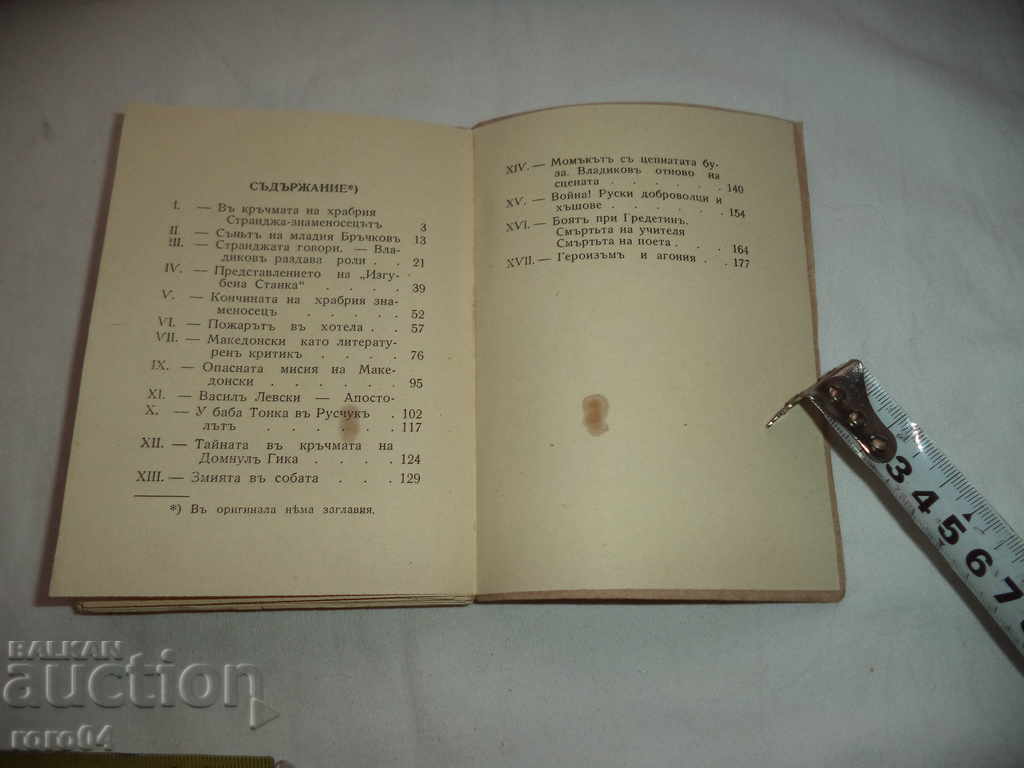 СЪДЪРЖАНИЕ*)
I. — Въ кръчмата на храбрия
Странджа-знаменосецътъ 3
II — Сънътъ на младия Бръчковъ 13
III. — Странджата говори. — Вла-
диковъ раздава роли . . 21
IV. — Представлението на „Изгу-
бена Станка“ . . . . 39
V. — Кончината на храбрия зна-
меносецъ . . . . . 52
VI. — Пожарътъ въ хотела . . 57
VII. — Македонски като литерату-
ренъ критикъ . . . . 76
IX. — Опасната мисия на Маке-
донски . . . . . . 95
XI. — Василъ Левски — Апосто-
X. — У баба Тонка въ Русчукъ . 102
лътъ . . . . . . . 117
XII. — Тайната въ кръчмата на
Домнулъ Гика . . . . 124
XIII. — Змията въ собата . . . 129
*) Въ оригинала нѣма заглавия.
XIV. — Момъкътъ съ цепнатата бу-
за. Владиковъ отново на
сцената . . . . . . 140
XV. — Война! Руски доброволци и
хъшове . . . . . . 154
XVI. — Боятъ при Гредетинъ.
Смъртьта на учителя
Смъртьта на поета . . . 164
XVII. — Героизъмъ и агония . . 177
3 4 5 6 7
BALKAN
auction
roro04